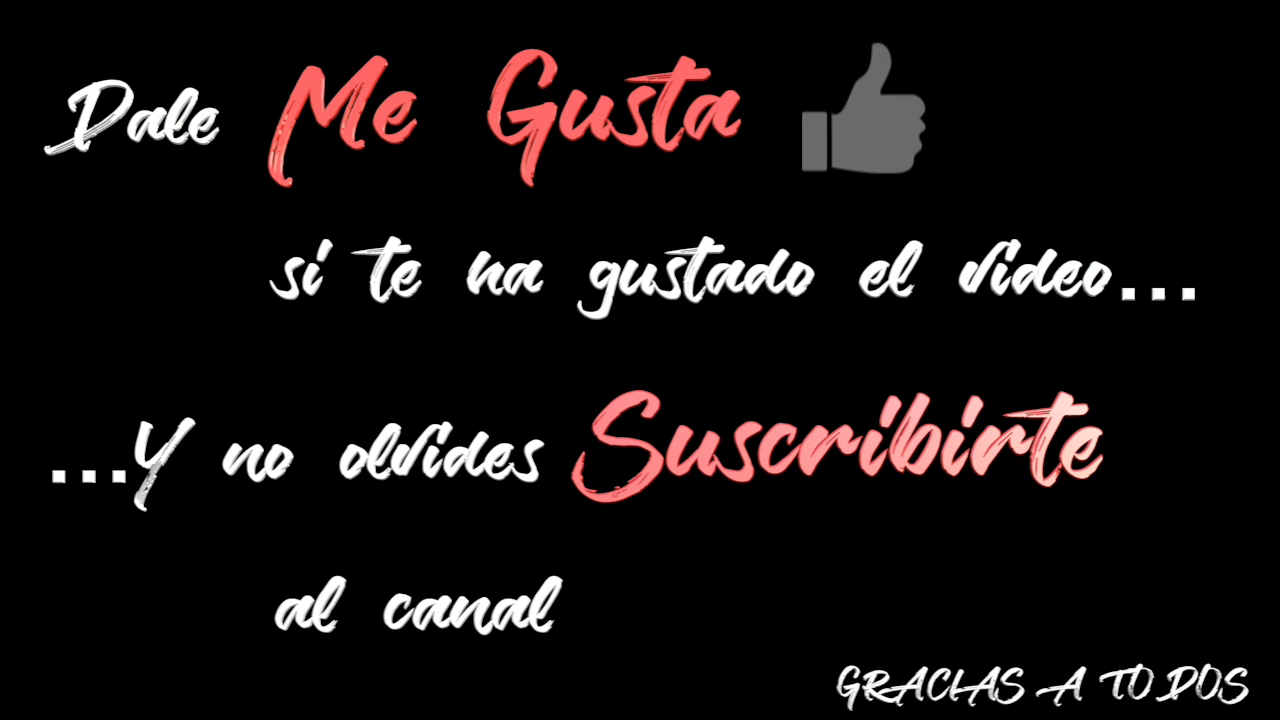 Dale Me Gusta
si te ha gustado el video...
...Y no olvides Suscribirte
al canal
GRACIAS A TODOS